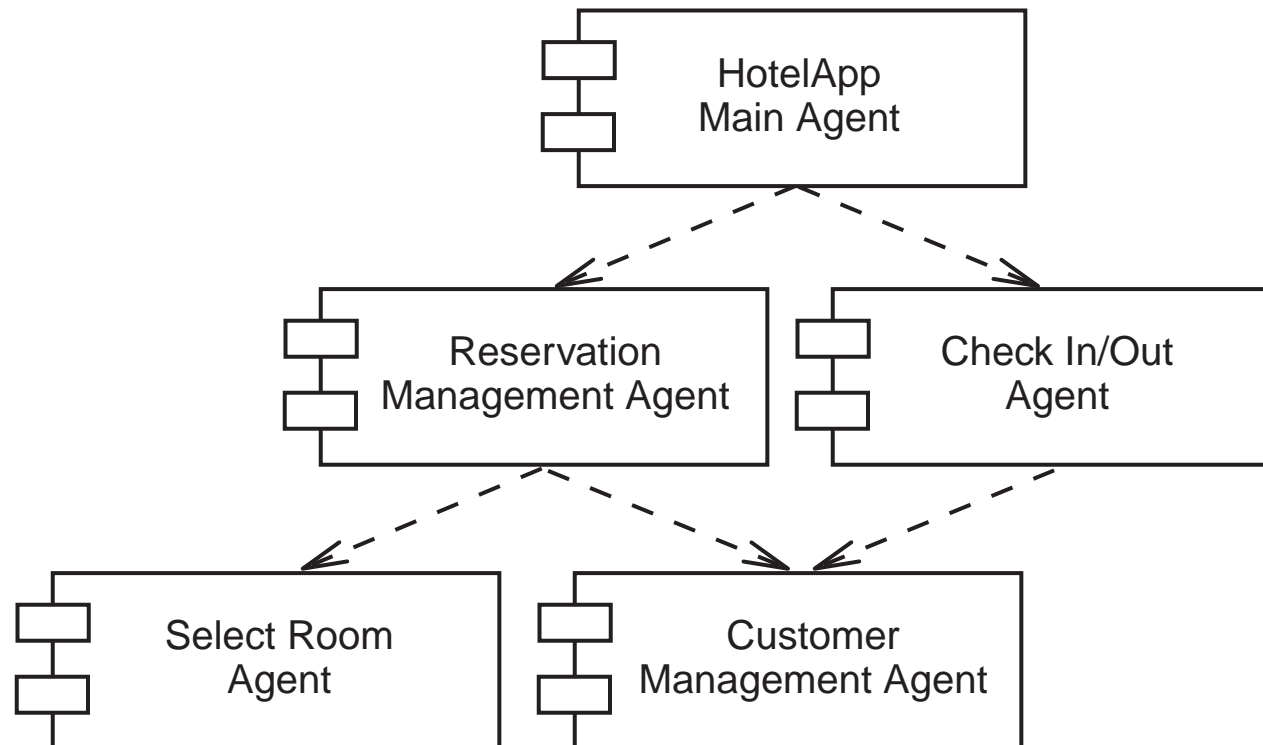 HotelApp
Main Agent
Reservation
Management Agent
Check In/Out
Agent
Select Room
Agent
Customer
Management Agent